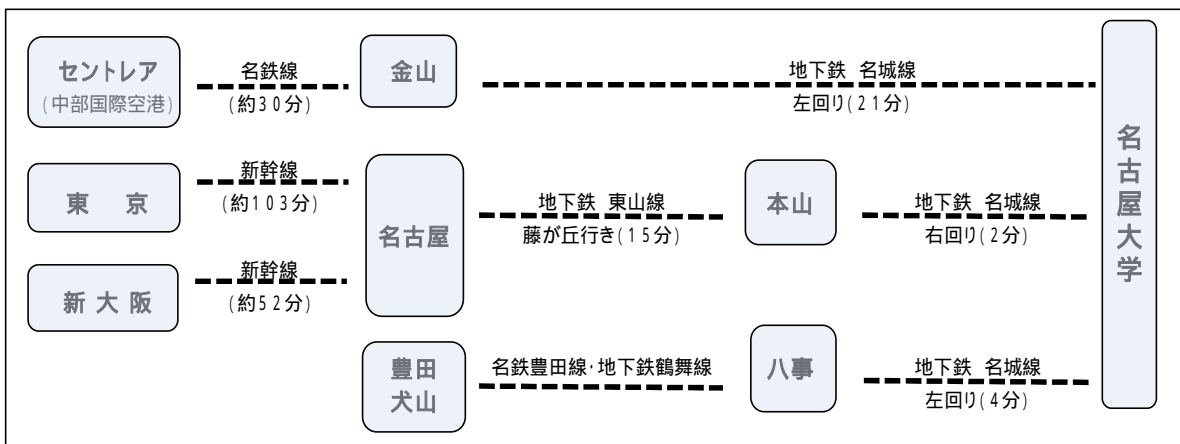 セントレア
(中部国際空港)
名鉄線
(約30分)
金山
地下鉄 名城線
左回り(21分)
東 京
新幹線
(約103分)
新大阪
新幹線
(約52分)
名古屋
地下鉄 東山線
藤が丘行き(15分)
本山
地下鉄 名城線
右回り(2分)
豊田
犬山
名鉄豊田線・地下鉄鶴舞線
八事
地下鉄 名城線
左回り(4分)
名古屋大学